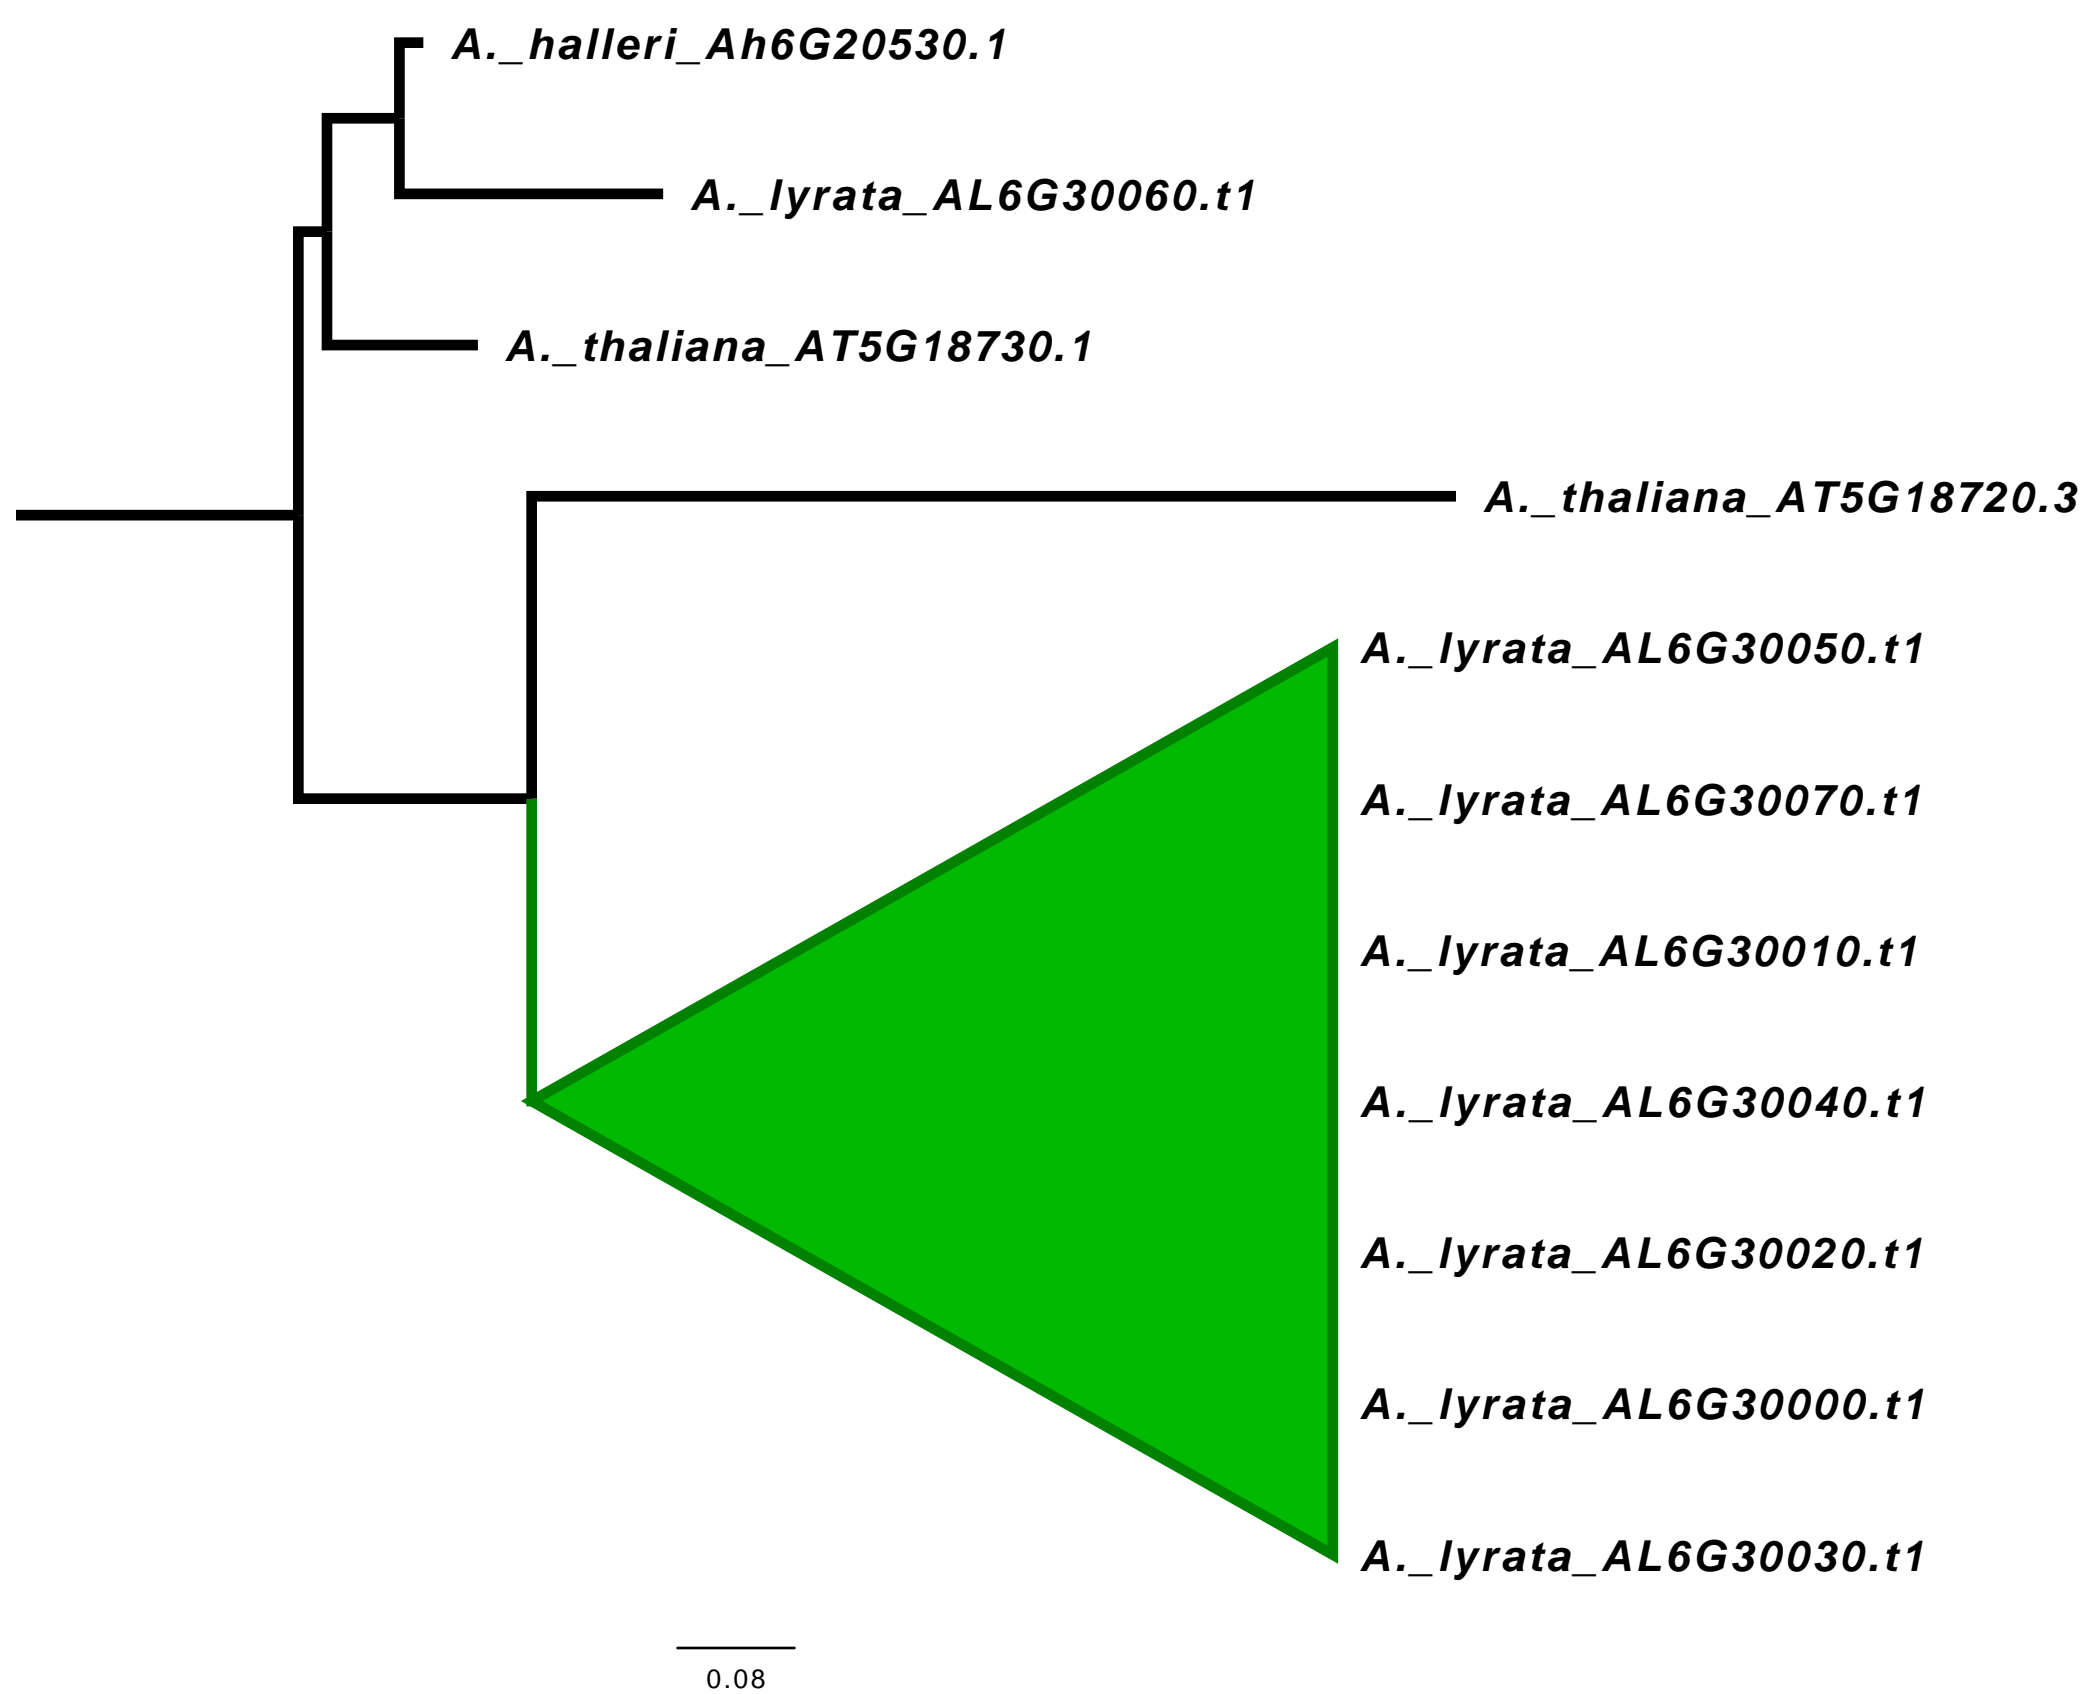 A._halleri_Ah6G20530.1
A._lyrata_AL6G30060.t1
A._thaliana_AT5G18730.1
A._thaliana_AT5G18720.3
A._lyrata_AL6G30050.t1
A._lyrata_AL6G30070.t1
A._lyrata_AL6G30010.t1
A._lyrata_AL6G30040.t1
A._lyrata_AL6G30020.t1
A._lyrata_AL6G30000.t1
A._lyrata_AL6G30030.t1
0.08